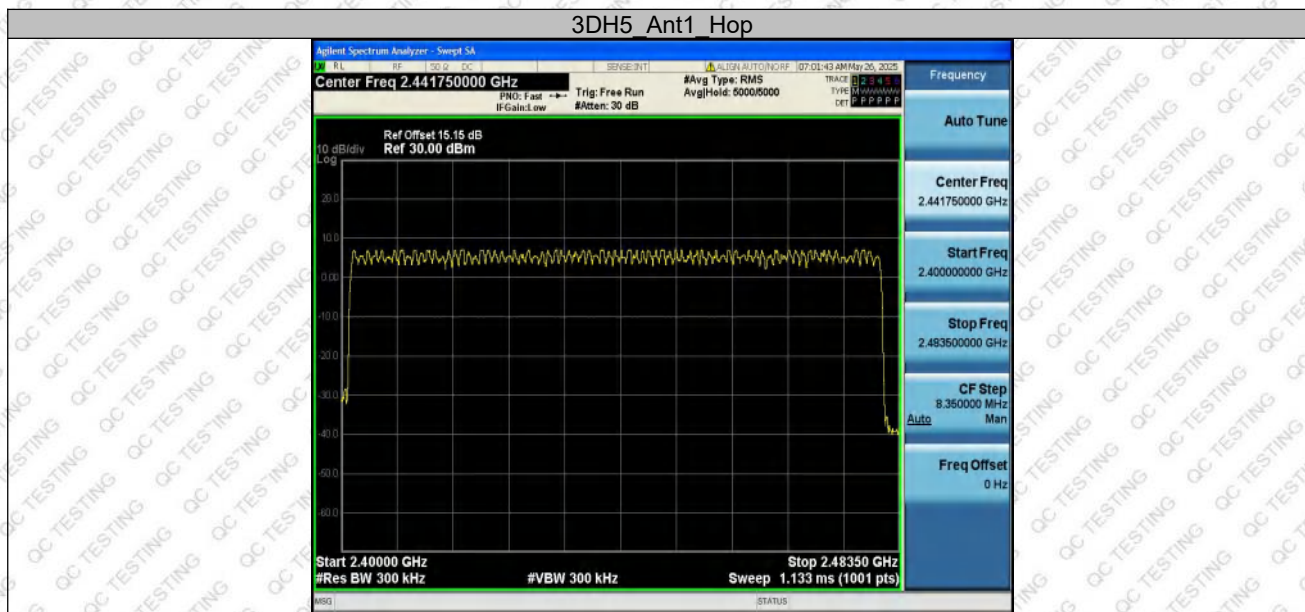 3DH5_Ant1_Hop
Agilent Spectrum Analyzer - Swept SA
RL RF 50 Ω DC SENSE:INT ALIGN AUTO/NO RF 07:01:43 AM May 26, 2025
Center Freq 2.441750000 GHz
PNO: Fast
IFGain:Low
Trig: Free Run
#Atten: 30 dB
#Avg Type: RMS
Avg|Hold: 5000/5000
TRACE 1 2 3 4 5 6
TYPE M
DET P P P P P P
Ref Offset 15.15 dB
10 dB/div Ref 30.00 dBm
Log
20.0
10.0
0.00
-10.0
-20.0
-30.0
-40.0
-50.0
-60.0
Start 2.40000 GHz Stop 2.48350 GHz
#Res BW 300 kHz #VBW 300 kHz Sweep 1.133 ms (1001 pts)
MSG STATUS
Frequency
Auto Tune
Center Freq
2.441750000 GHz
Start Freq
2.400000000 GHz
Stop Freq
2.483500000 GHz
CF Step
8.350000 MHz
Auto Man
Freq Offset
0 Hz
QC TESTING